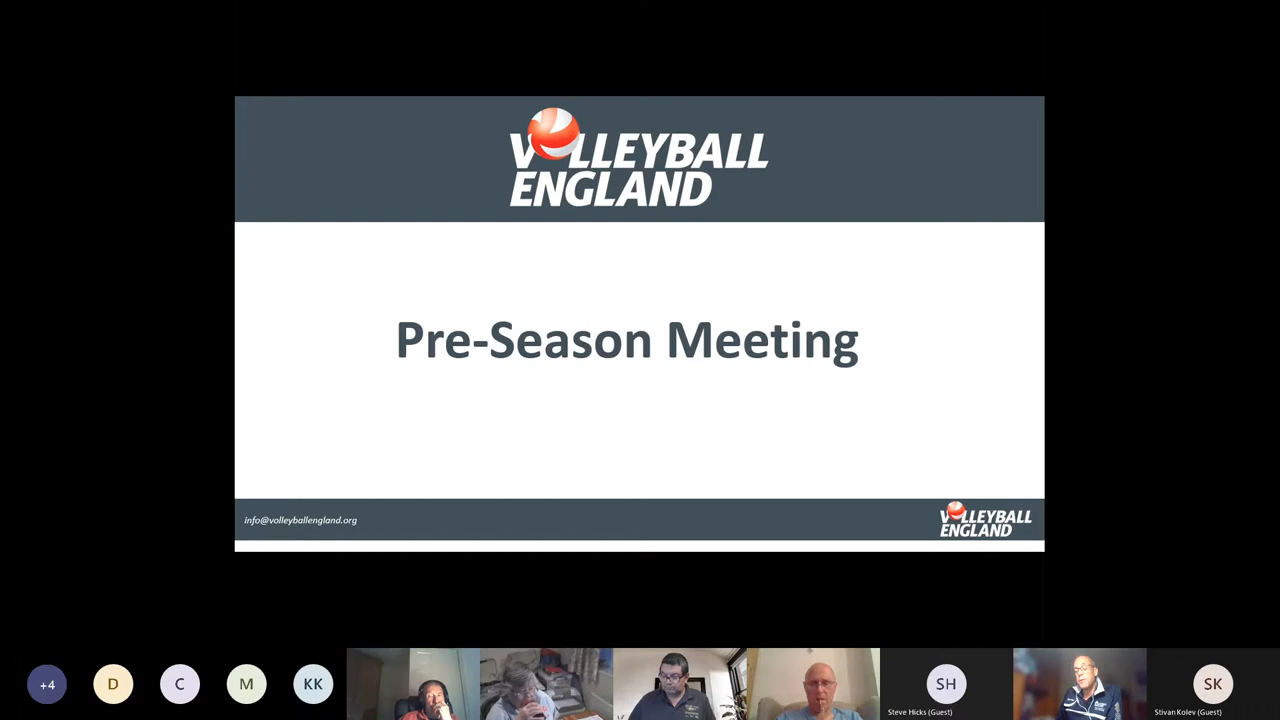 VOLLEYBALL
ENGLAND
Pre-Season Meeting
info@volleyballengland.org
VOLLEYBALL
ENGLAND
+4
D
C
M
KK
SH
SK
Steve Hicks (Guest)
Stivan Kolev (Guest)